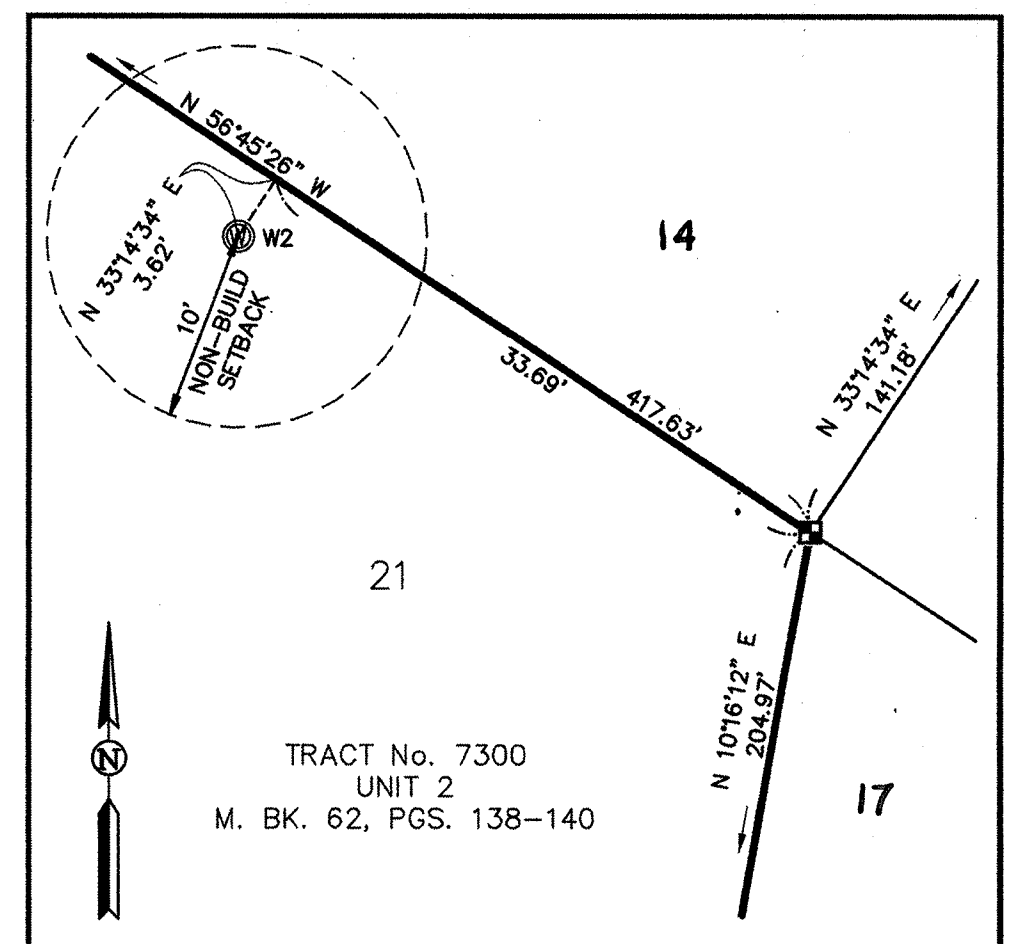 N 56°45'26" W
N 33°14'34" E
3.62'
W
W2
10'
NON-BUILD
SETBACK
14
33.69'
417.63'
N 33°14'34" E
141.18'
21
N 10°16'12" E
204.97'
17
N
TRACT No. 7300
UNIT 2
M. BK. 62, PGS. 138-140